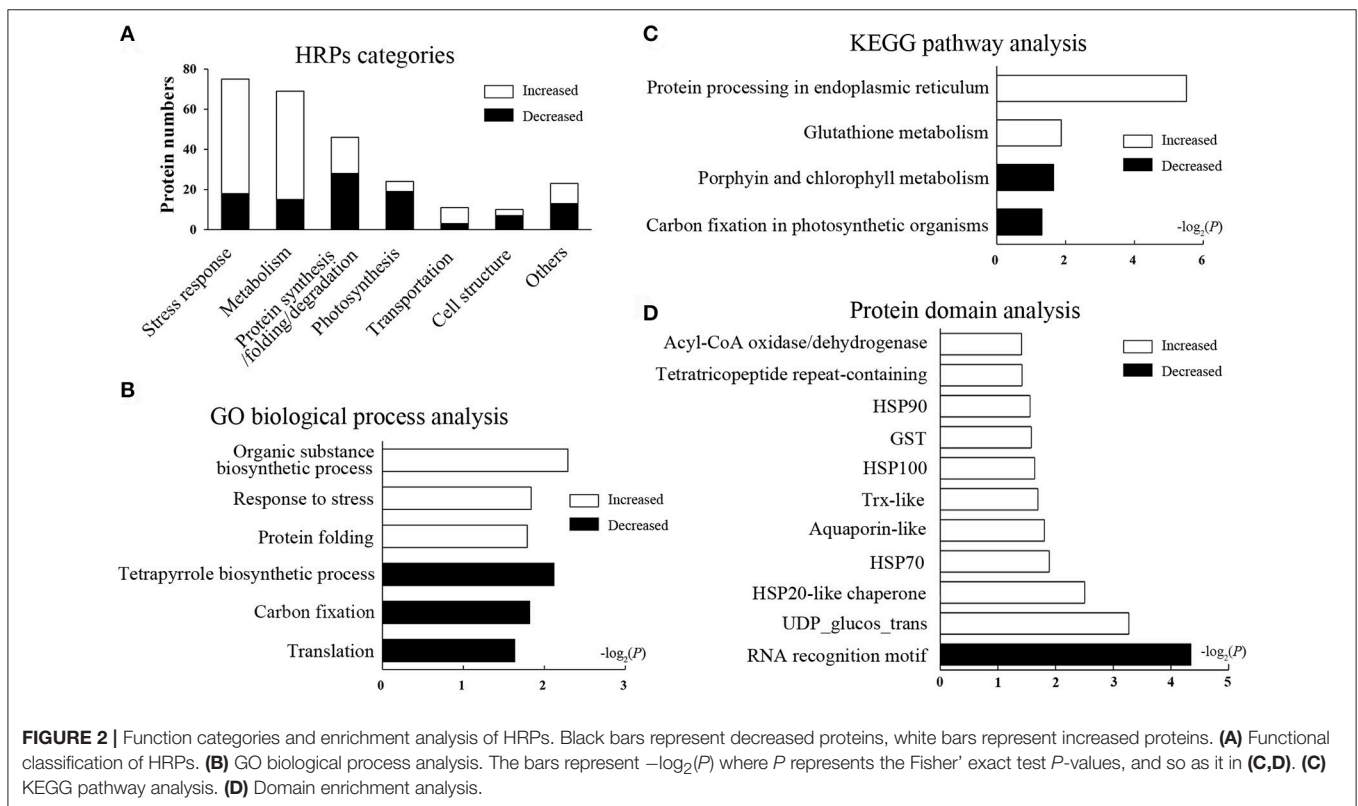 A
HRPs categories
Protein numbers
80
60
40
20
0
Increased
Decreased
Stress response
Metabolism
Protein synthesis
/folding/degradation
Photosynthesis
Transportation
Cell structure
Others
B
GO biological process analysis
Organic substance
biosynthetic process
Response to stress
Protein folding
Tetrapyrrole biosynthetic process
Carbon fixation
Translation
Increased
Decreased
-log₂(P)
0 1 2 3
C
KEGG pathway analysis
Protein processing in endoplasmic reticulum
Glutathione metabolism
Porphyin and chlorophyll metabolism
Carbon fixation in photosynthetic organisms
Increased
Decreased
-log₂(P)
0 2 4 6
D
Protein domain analysis
Acyl-CoA oxidase/dehydrogenase
Tetratricopeptide repeat-containing
HSP90
GST
HSP100
Trx-like
Aquaporin-like
HSP70
HSP20-like chaperone
UDP_glucos_trans
RNA recognition motif
Increased
Decreased
-log₂(P)
0 1 2 3 4 5
FIGURE 2 | Function categories and enrichment analysis of HRPs. Black bars represent decreased proteins, white bars represent increased proteins. (A) Functional
classification of HRPs. (B) GO biological process analysis. The bars represent −log₂(P) where P represents the Fisher' exact test P-values, and so as it in (C,D). (C)
KEGG pathway analysis. (D) Domain enrichment analysis.